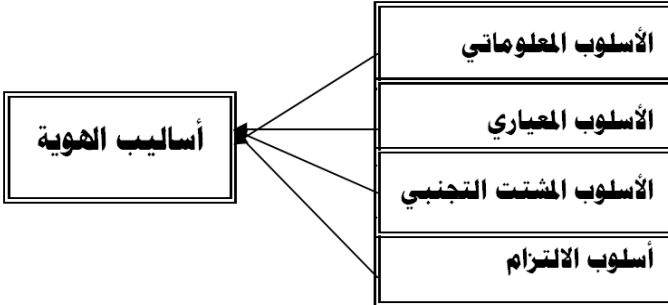 الأسلوب المعلوماتي
الأسلوب المعياري
أساليب الهوية
الأسلوب المشتت التجنبي
أسلوب الالتزام